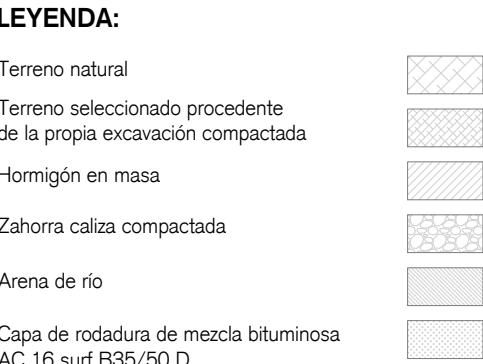 LEYENDA:
Terreno natural
Terreno seleccionado procedente
de la propia excavación compactada
Hormigón en masa
Zahorra caliza compactada
Arena de río
Capa de rodadura de mezcla bituminosa
AC 16 surf B35/50 D